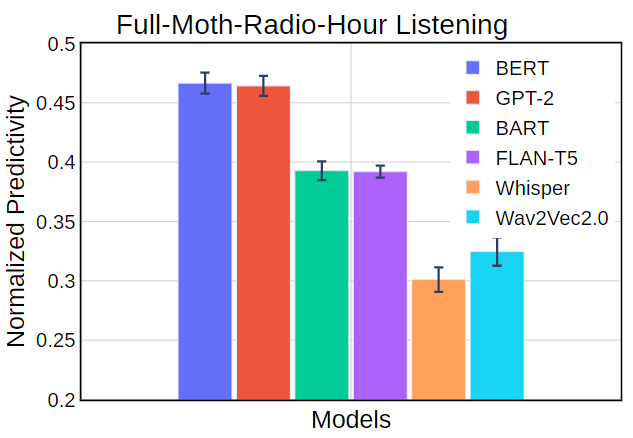 Full-Moth-Radio-Hour Listening
0.5
0.45
0.4
0.35
0.3
0.25
0.2
Normalized Predictivity
BERT
GPT-2
BART
FLAN-T5
Whisper
Wav2Vec2.0
Models